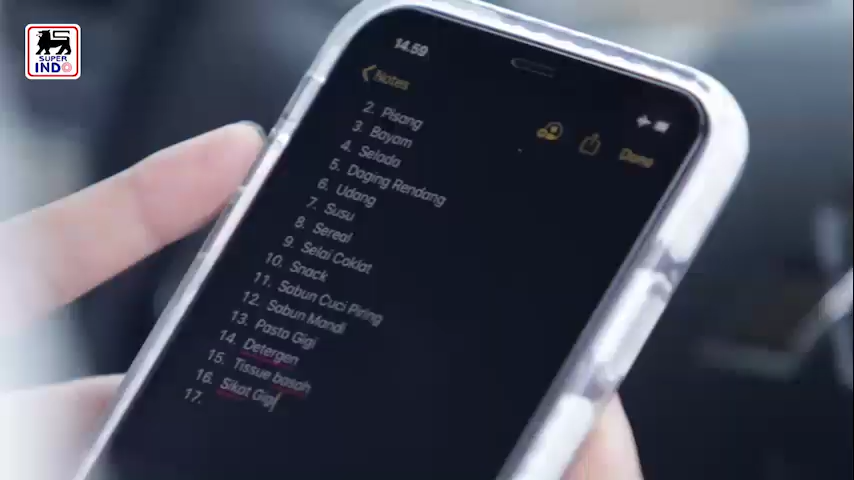 SUPER
INDO
14.59
Notes
Done
2. Pisang
3. Bayam
4. Selada
5. Daging Rendang
6. Udang
7. Susu
8. Sereal
9. Selai Coklat
10. Snack
11. Sabun Cuci Piring
12. Sabun Mandi
13. Pasta Gigi
14. Detergen
15. Tissue basah
16. Sikat Gigi
17.